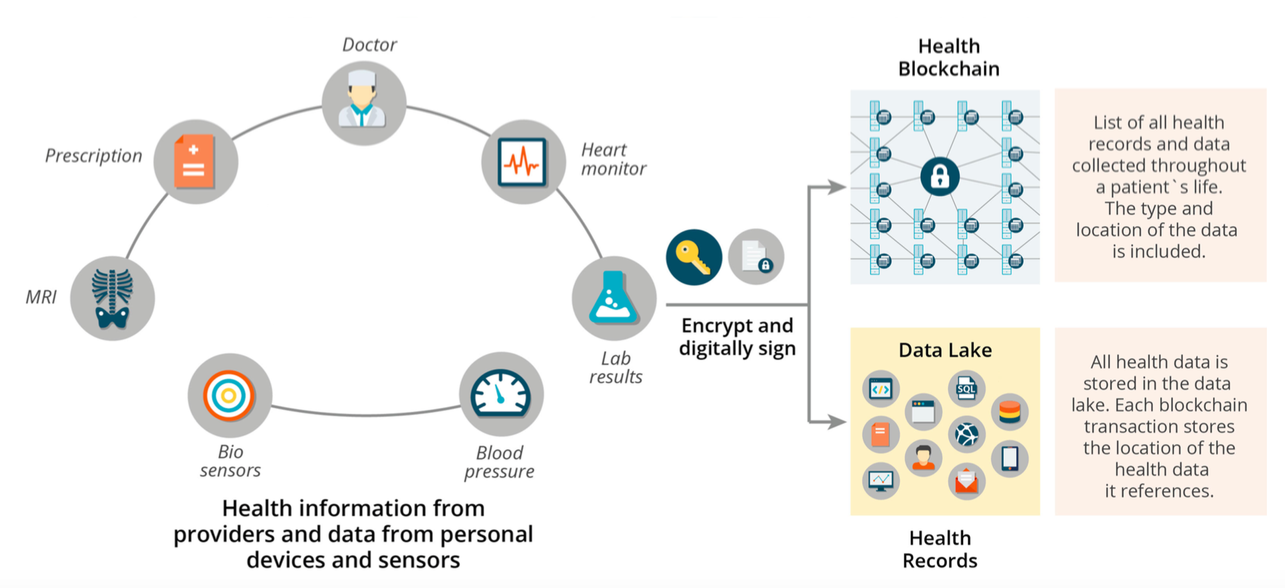 Doctor
Prescription
Heart
monitor
MRI
Lab
results
Bio
sensors
Blood
pressure
Health information from
providers and data from personal
devices and sensors
Encrypt and
digitally sign
Health
Blockchain
List of all health
records and data
collected throughout
a patient`s life.
The type and
location of the data
is included.
Data Lake
SQL
Health
Records
All health data is
stored in the data
lake. Each blockchain
transaction stores
the location of the
health data
it references.